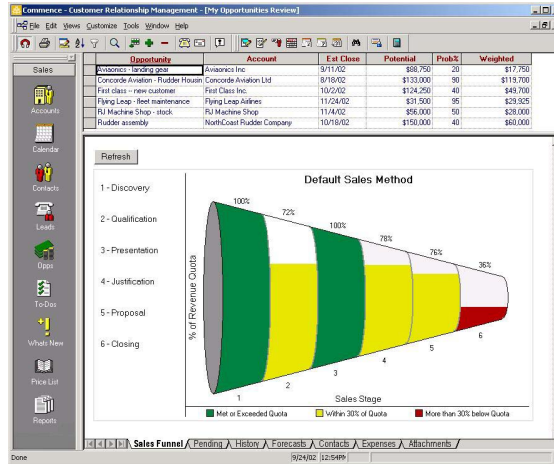 Commence - Customer Relationship Management - [My Opportunities Review]
File Edit Views Customize Tools Window Help
Opportunity Account Ext Close Potential Prob% Weighted
Aviaonics - landing gear Aviaonics Inc 9/11/02 $88,750 20 $17,750
Concorde Aviation - Rudder Housin Concorde Aviation Ltd 8/18/02 $133,000 90 $119,700
First class -- new customer First Class Inc. 10/2/02 $124,250 40 $49,700
Flying Leap - fleet maintenance Flying Leap Airlines 11/24/02 $31,500 95 $29,925
RJ Machine Shop - stock RJ Machine Shop 11/4/02 $56,000 50 $28,000
Rudder assembly NorthCoast Rudder Company 10/18/02 $150,000 40 $60,000
Sales
Accounts
Calendar
Contacts
Leads
Opps
To-Dos
Whats New
Price List
Reports
Refresh
1 - Discovery
2 - Qualification
3 - Presentation
4 - Justification
5 - Proposal
6 - Closing
Default Sales Method
% of Revenue Quota
100%
72%
100%
78%
76%
36%
1
2
3
4
5
6
Sales Stage
Met or Exceeded Quota Within 30% of Quota More than 30% below Quota
Sales Funnel Pending History Forecasts Contacts Expenses Attachments
Done 9/24/02 12:54PM